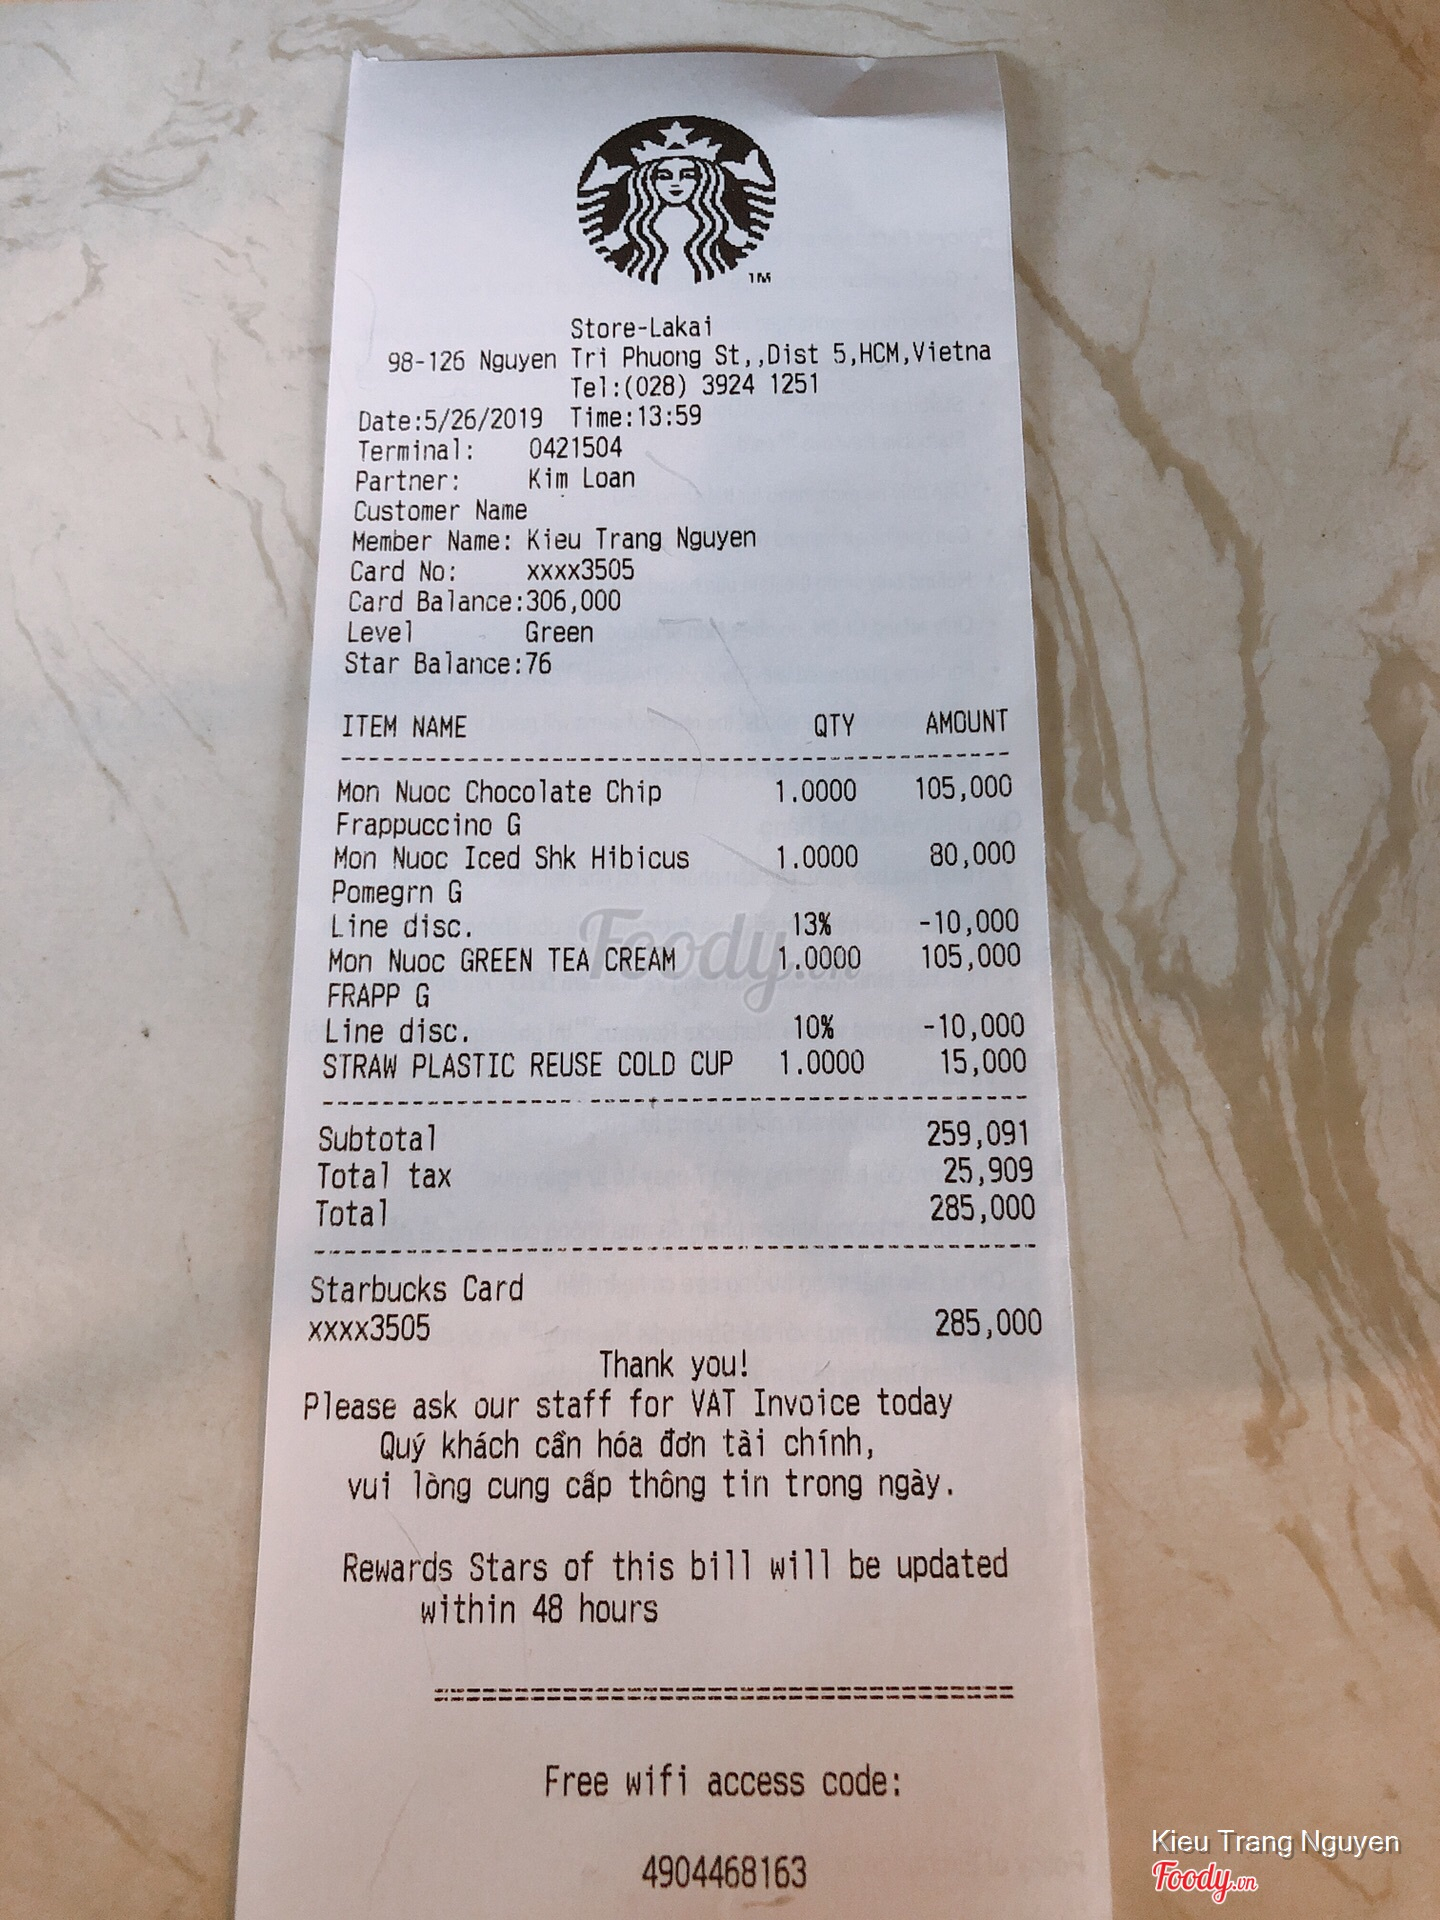 TM
Store-Lakai
98-126 Nguyen Tri Phuong St,,Dist 5,HCM,Vietna
Tel:(028) 3924 1251
Date:5/26/2019 Time:13:59
Terminal: 0421504
Partner: Kim Loan
Customer Name
Member Name: Kieu Trang Nguyen
Card No: xxxx3505
Card Balance:306,000
Level Green
Star Balance:76
ITEM NAME QTY AMOUNT
Mon Nuoc Chocolate Chip 1.0000 105,000
Frappuccino G
Mon Nuoc Iced Shk Hibicus 1.0000 80,000
Pomegrn G
Line disc. 13% -10,000
Mon Nuoc GREEN TEA CREAM 1.0000 105,000
FRAPP G
Line disc. 10% -10,000
STRAW PLASTIC REUSE COLD CUP 1.0000 15,000
Subtotal 259,091
Total tax 25,909
Total 285,000
Starbucks Card
xxxx3505 285,000
Thank you!
Please ask our staff for VAT Invoice today
Quý khách cần hóa đơn tài chính,
vui lòng cung cấp thông tin trong ngày.
Rewards Stars of this bill will be updated
within 48 hours
Free wifi access code:
4904468163
Foody.vn
Kieu Trang Nguyen
Foody.vn